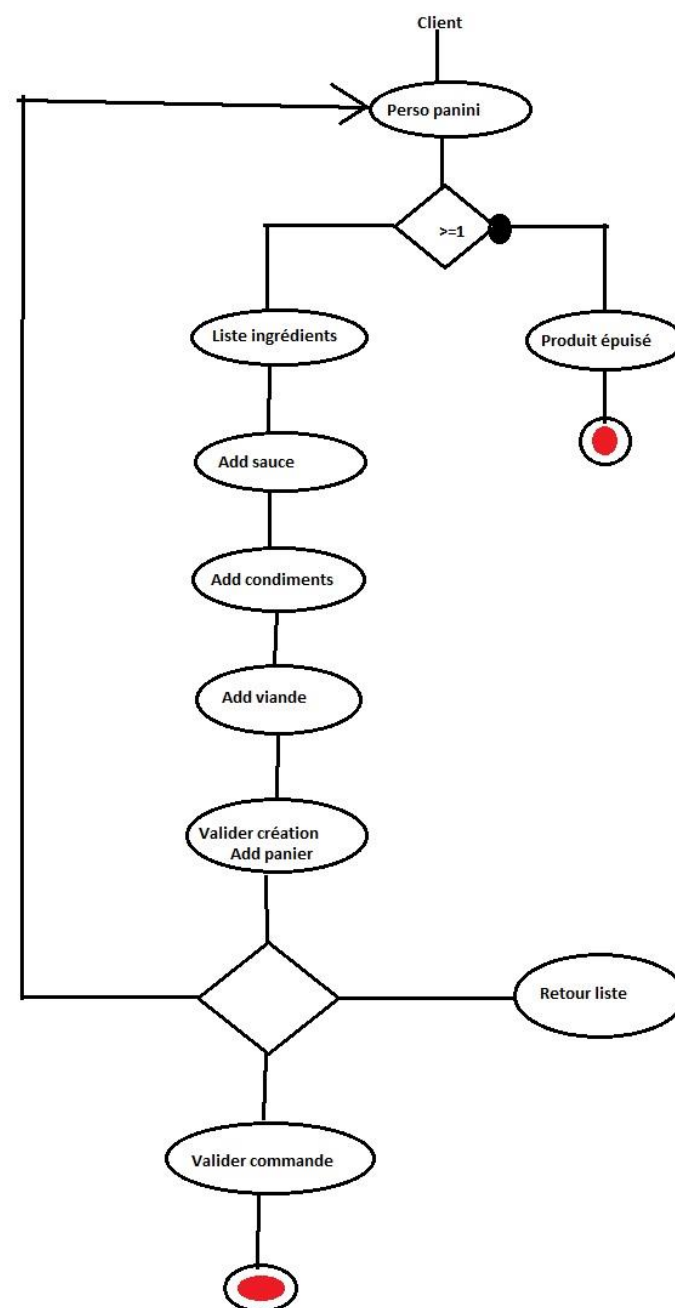 Client
Perso panini
>=1
Liste ingrédients
Produit épuisé
Add sauce
Add condiments
Add viande
Valider création
Add panier
Retour liste
Valider commande